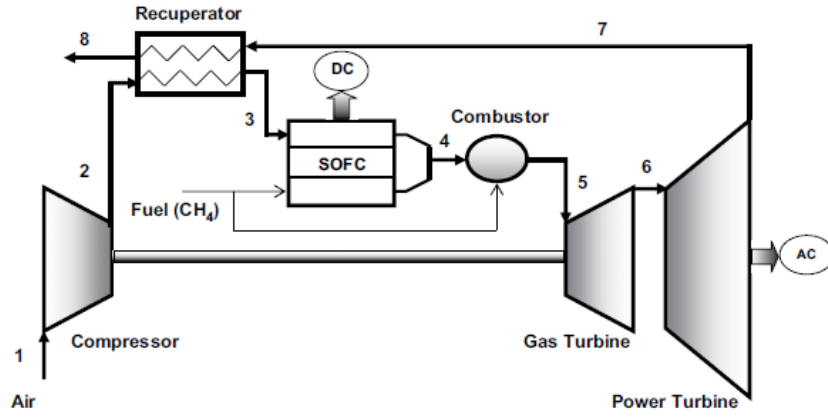 Recuperator
8
7
DC
3
Combustor
4
2
SOFC
6
5
Fuel (CH₄)
AC
Compressor
Gas Turbine
1
Air
Power Turbine